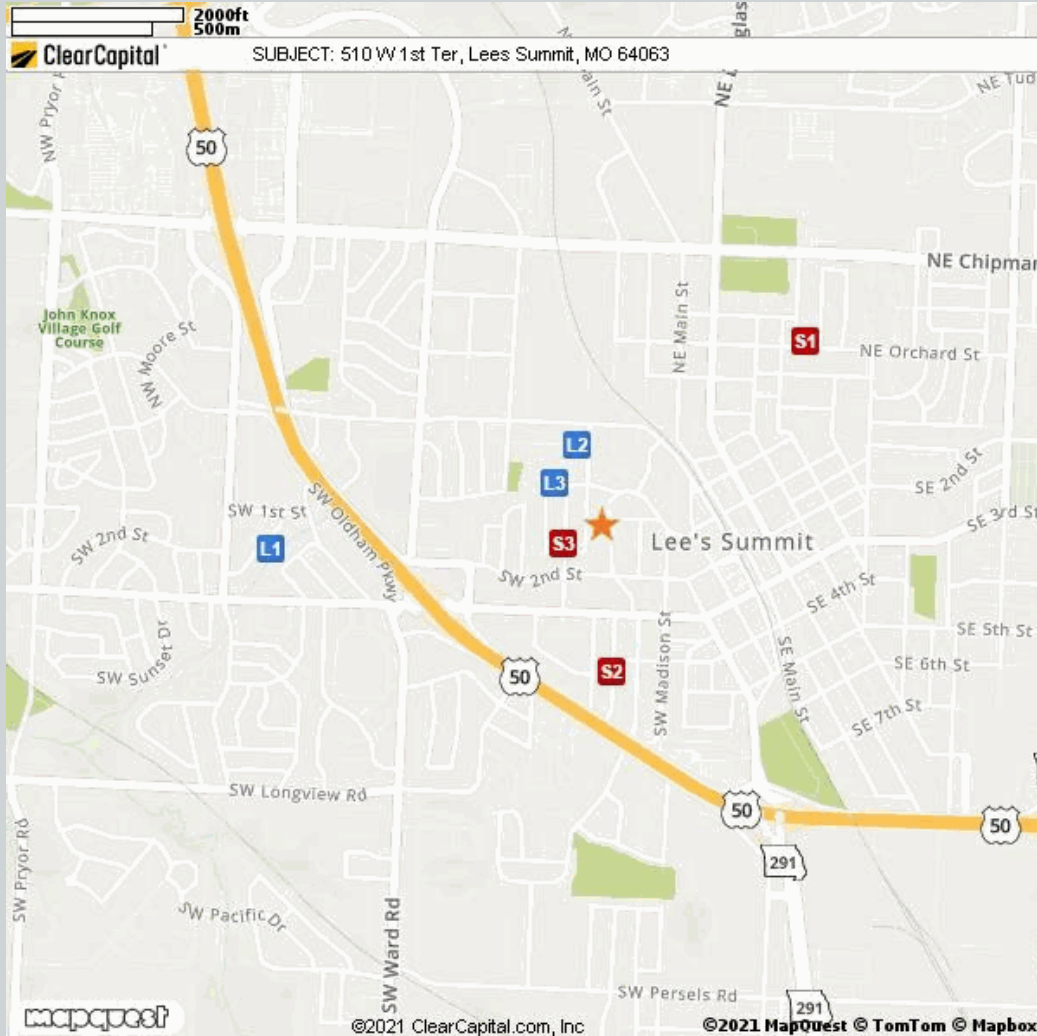 2000ft
500m
ClearCapital
SUBJECT: 510 W 1st Ter, Lees Summit, MO 64063
NE Tud
NW Pryor
50
NE Chipman
John Knox
Village Golf
Course
NW Moore St
NE Main St
S1
NE Orchard St
L2
L3
SE 2nd St
SW 1st St
SW Oldham Pkwy
SE 3rd St
SW 2nd St
L1
S3
Lee's Summit
SW 2nd St
SE 4th St
SE 5th St
SW Sunset Dr
S2
SW Madison St
SE Main St
SE 6th St
50
SE 7th St
SW Longview Rd
50
50
291
SW Pryor Rd
SW Pacific Dr
SW Ward Rd
SW Persels Rd
291
mapquest
©2021 ClearCapital.com, Inc
©2021 MapQuest © TomTom © Mapbox